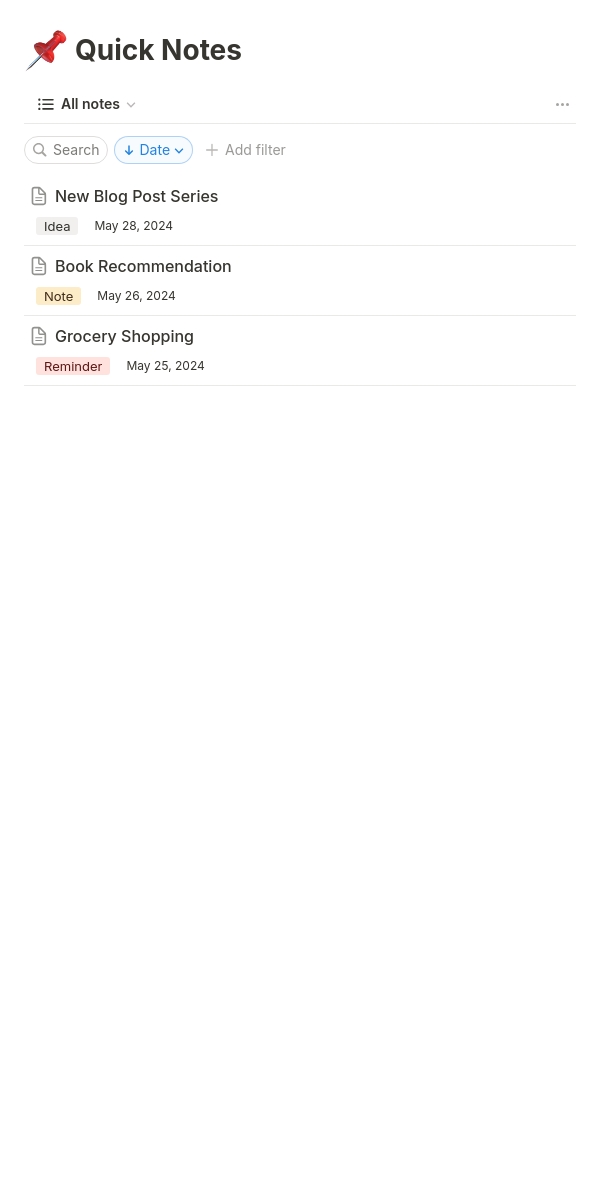 Quick Notes
All notes
Search Date Add filter
New Blog Post Series
Idea May 28, 2024
Book Recommendation
Note May 26, 2024
Grocery Shopping
Reminder May 25, 2024